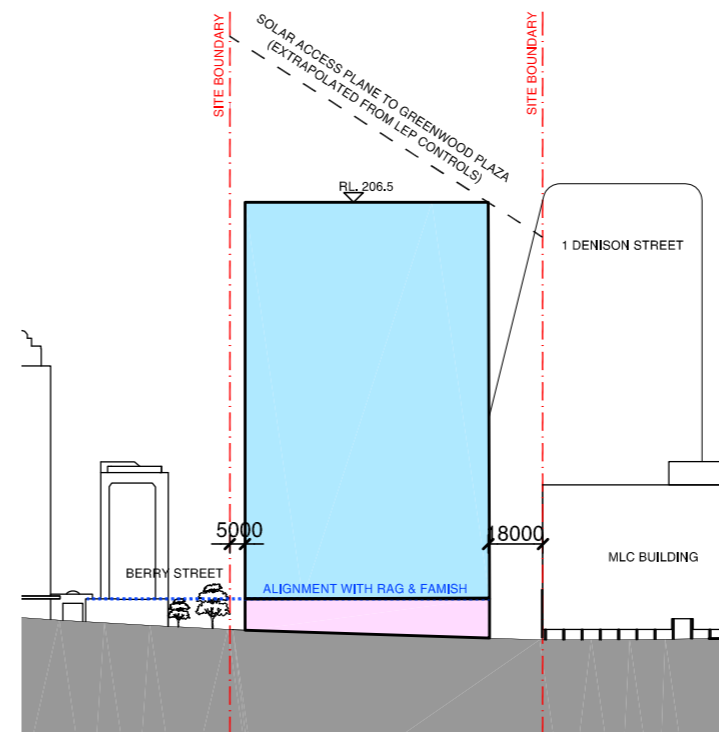 SITE BOUNDARY
SOLAR ACCESS PLANE TO GREENWOOD PLAZA
(EXTRAPOLATED FROM LEP CONTROLS)
SITE BOUNDARY
RL. 206.5
1 DENISON STREET
5000
18000
MLC BUILDING
BERRY STREET
ALIGNMENT WITH RAG & FAMISH